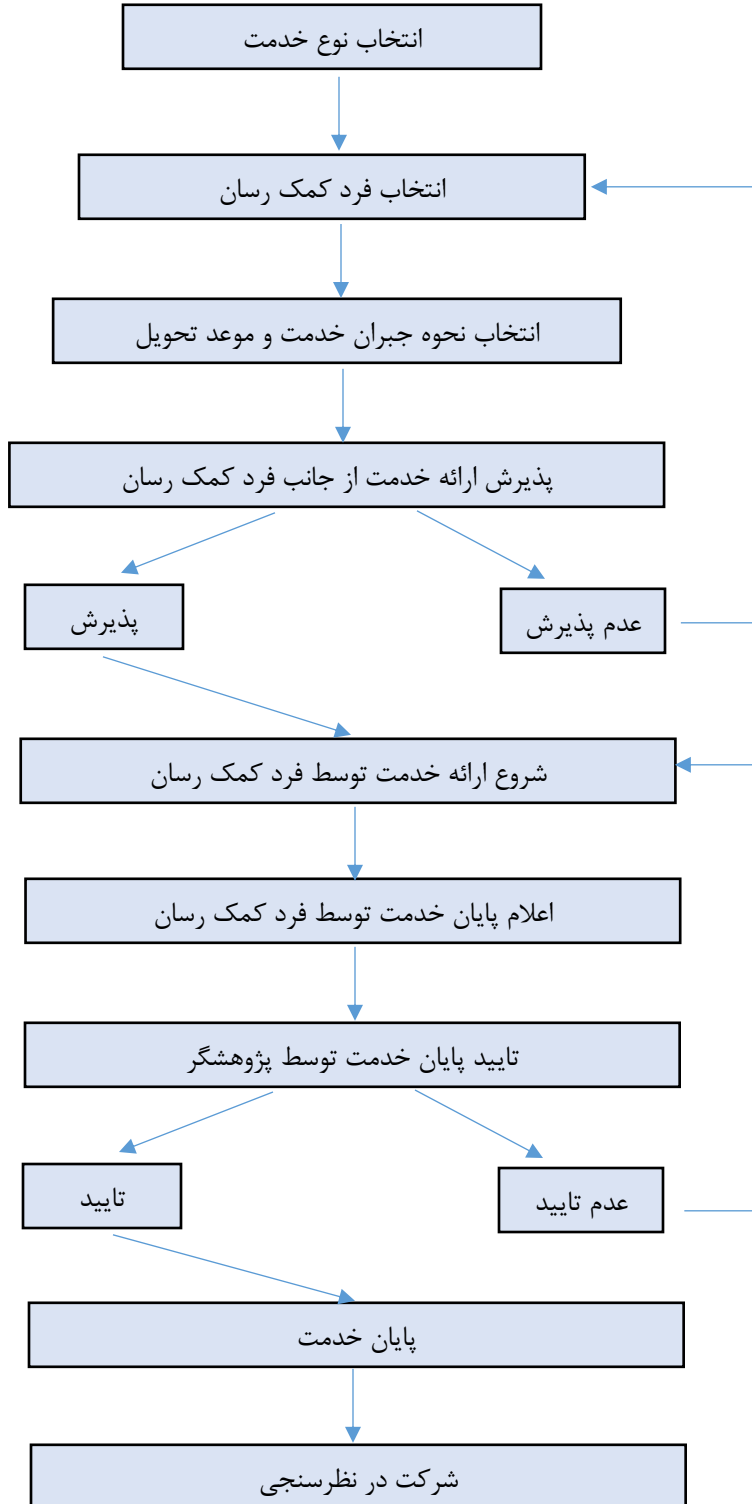 انتخاب نوع خدمت
انتخاب فرد کمک رسان
انتخاب نحوه جبران خدمت و موعد تحویل
پذیرش ارائه خدمت از جانب فرد کمک رسان
عدم پذیرش
پذیرش
شروع ارائه خدمت توسط فرد کمک رسان
اعلام پایان خدمت توسط فرد کمک رسان
تایید پایان خدمت توسط پژوهشگر
عدم تایید
تایید
پایان خدمت
شرکت در نظرسنجی